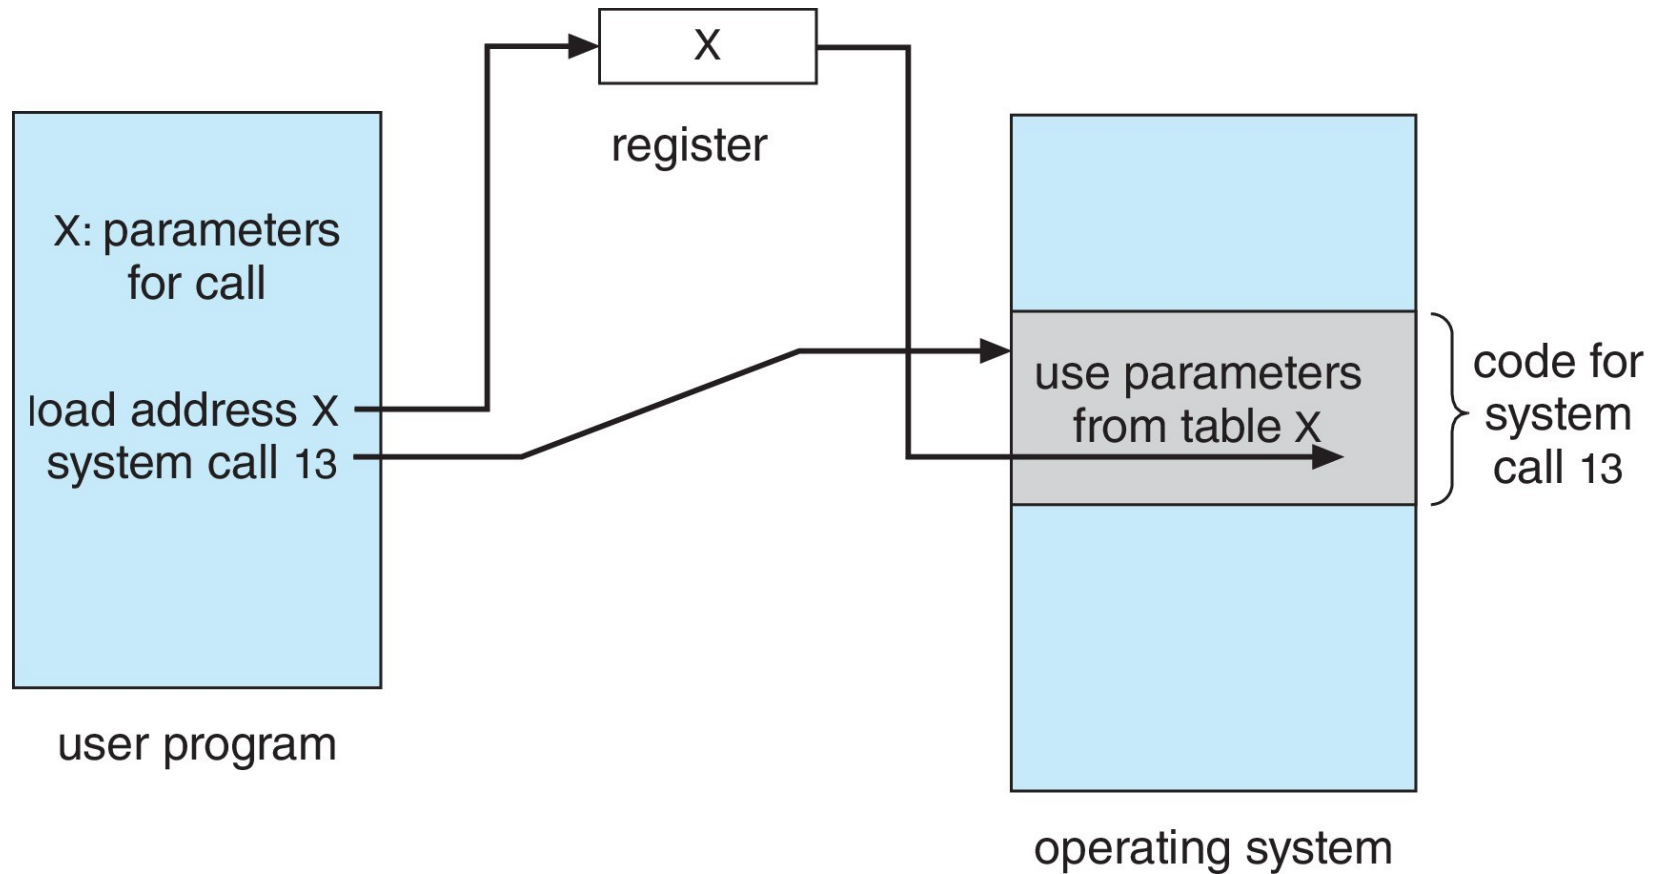 X
register
X: parameters
for call
load address X
system call 13
user program
use parameters
from table X
code for
system
call 13
operating system